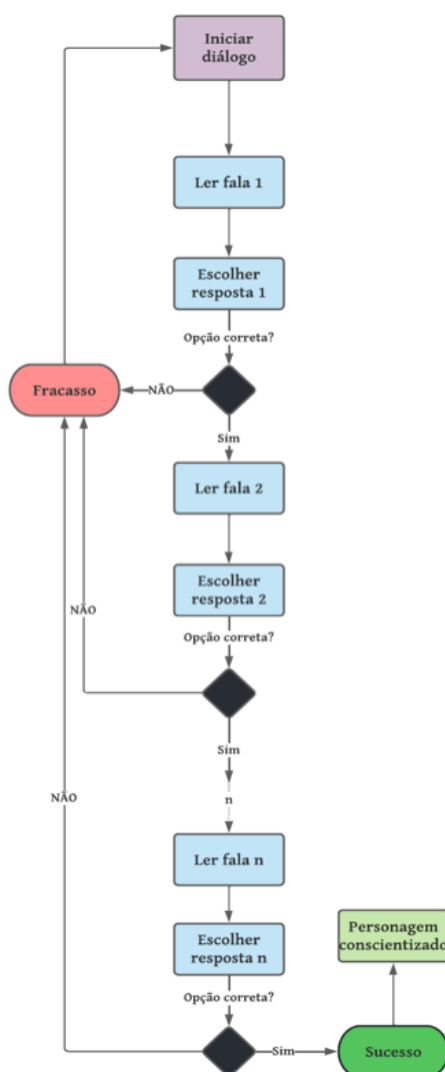 Iniciar
diálogo
Ler fala 1
Escolher
resposta 1
Opção correta?
Fracasso
NÃO
Sim
Ler fala 2
Escolher
resposta 2
NÃO
Opção correta?
Sim
n
NÃO
Ler fala n
Escolher
resposta n
Personagem
conscientizado
Opção correta?
Sim
Sucesso